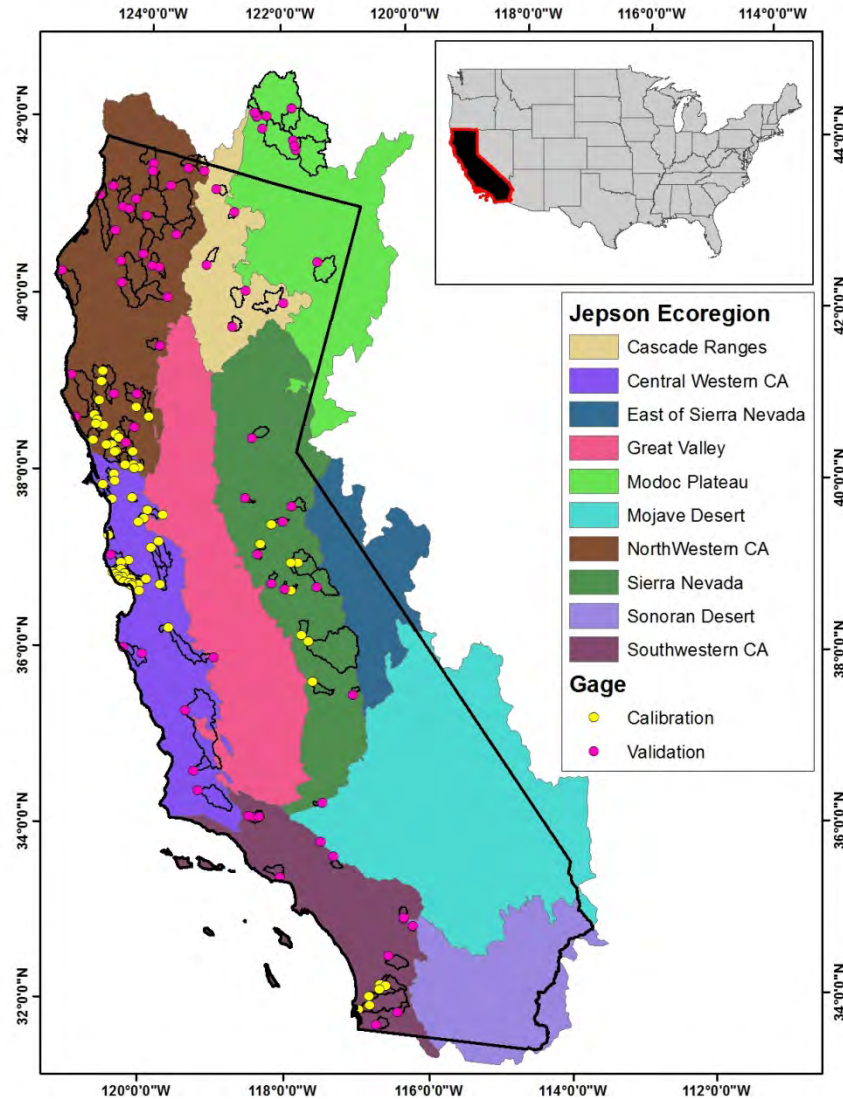 124°0'0"W 122°0'0"W 120°0'0"W 118°0'0"W 116°0'0"W 114°0'0"W
42°0'0"N
40°0'0"N
38°0'0"N
36°0'0"N
34°0'0"N
32°0'0"N
44°0'0"N
42°0'0"N
40°0'0"N
38°0'0"N
36°0'0"N
34°0'0"N
Jepson Ecoregion
Cascade Ranges
Central Western CA
East of Sierra Nevada
Great Valley
Modoc Plateau
Mojave Desert
NorthWestern CA
Sierra Nevada
Sonoran Desert
Southwestern CA
Gage
Calibration
Validation
120°0'0"W 118°0'0"W 116°0'0"W 114°0'0"W 112°0'0"W